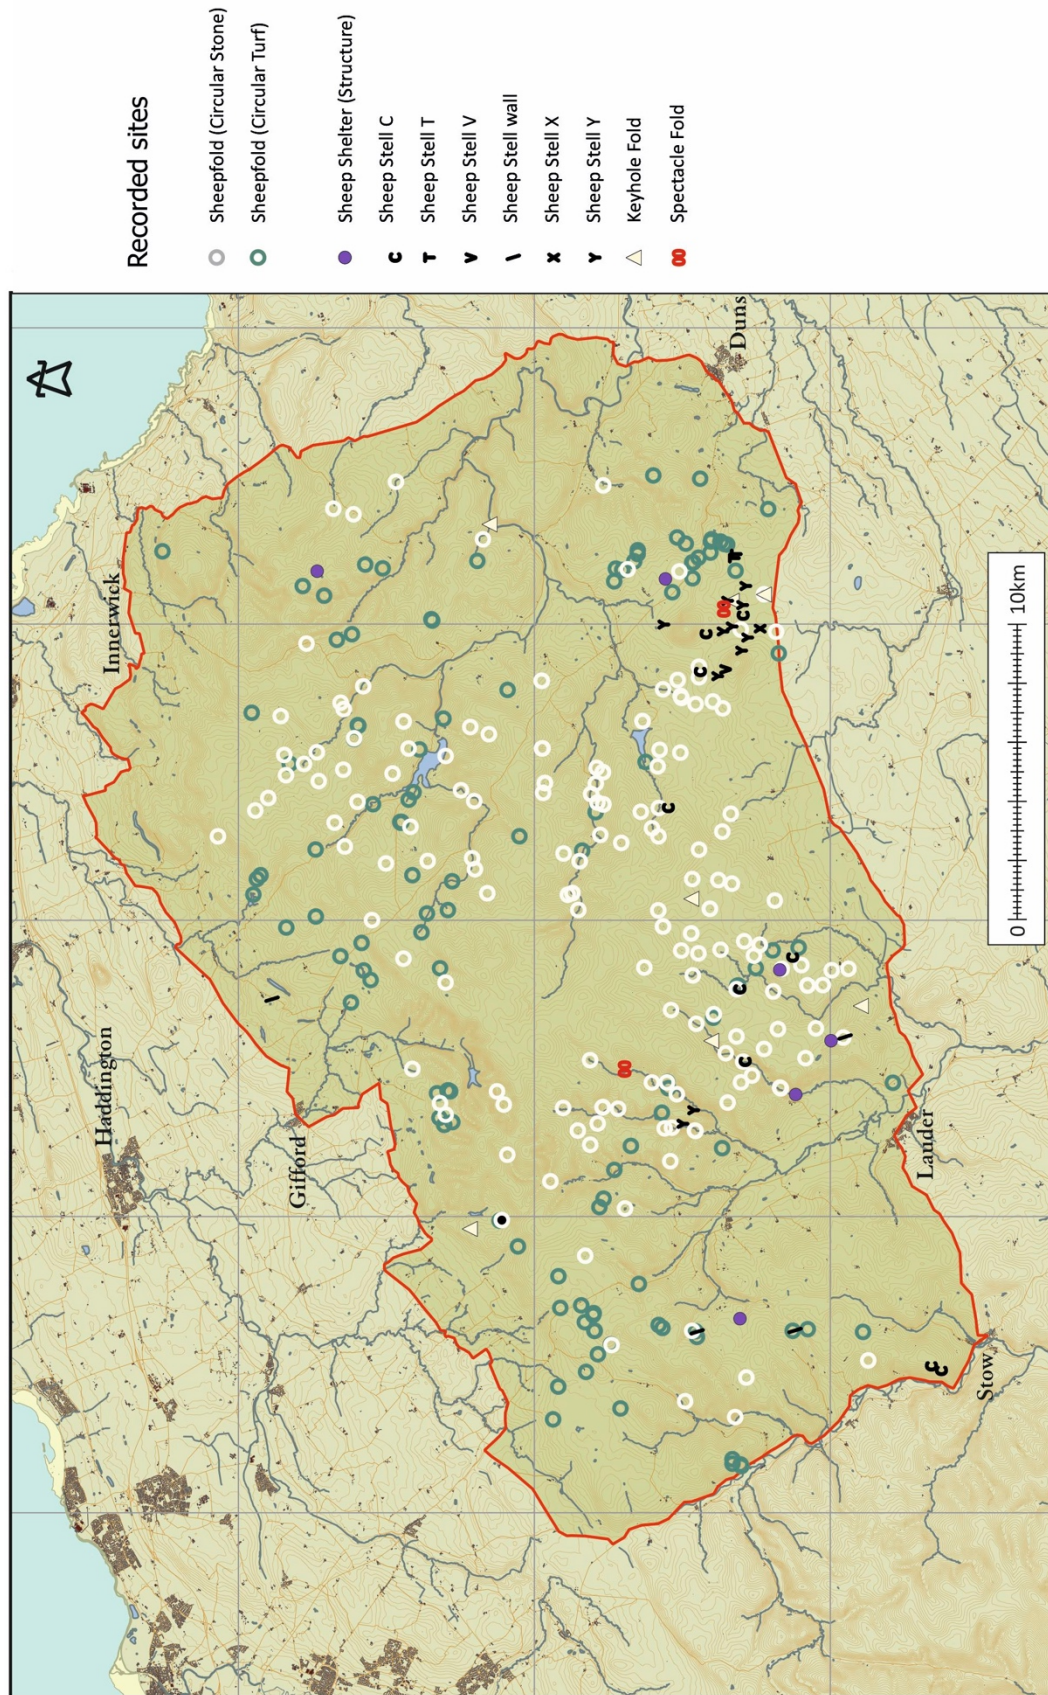 Recorded sites
Sheepfold (Circular Stone)
Sheepfold (Circular Turf)
Sheep Shelter (Structure)
C Sheep Stell C
T Sheep Stell T
V Sheep Stell V
Sheep Stell wall
X Sheep Stell X
Y Sheep Stell Y
Keyhole Fold
Spectacle Fold
Innerwick
Haddington
Gifford
Duns
Lauder
Stow
0 10km